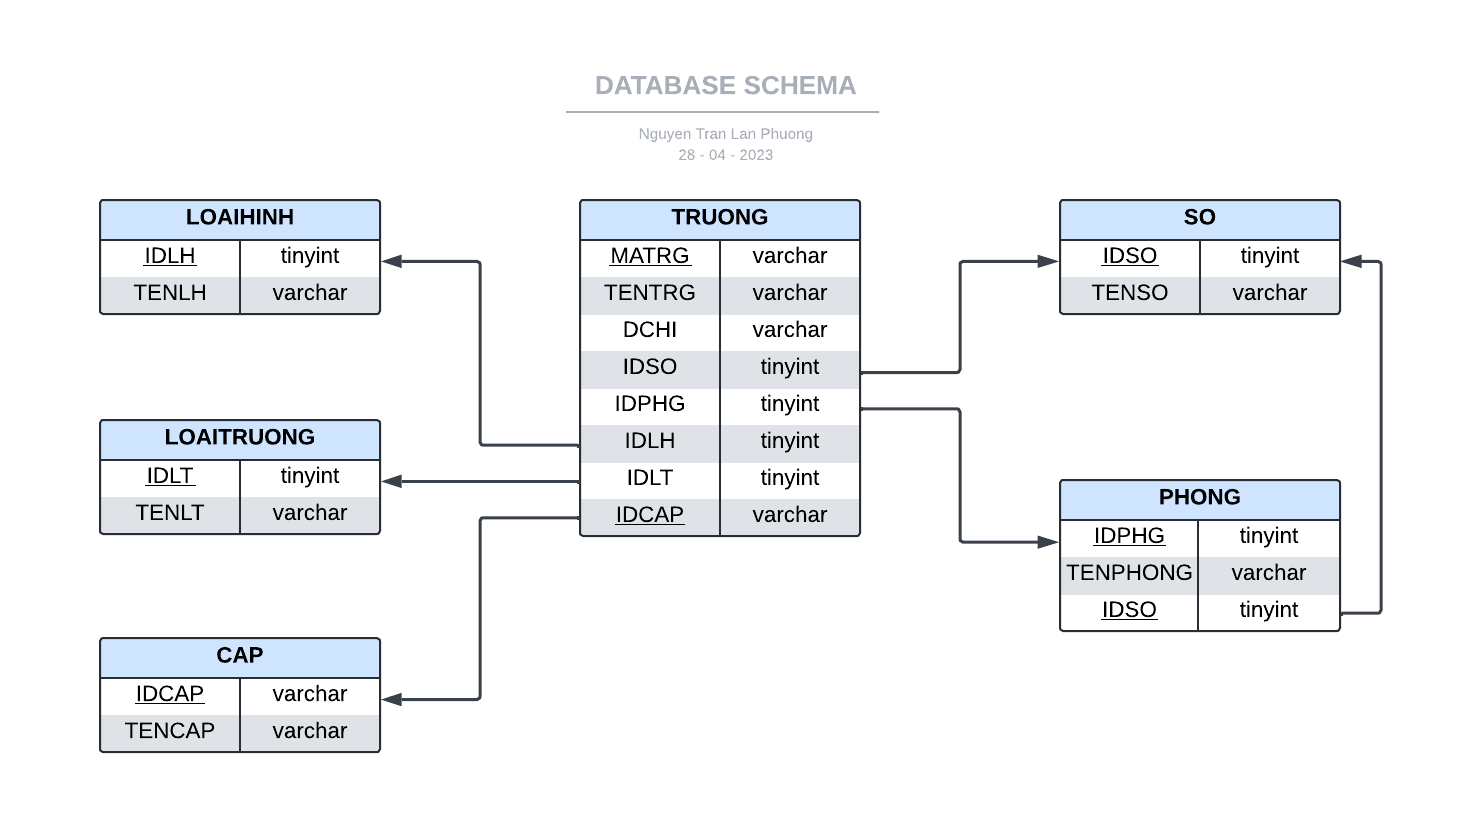 DATABASE SCHEMA
Nguyen Tran Lan Phuong
28 - 04 - 2023
LOAIHINH
IDLH tinyint
TENLH varchar
LOAITRUONG
IDLT tinyint
TENLT varchar
CAP
IDCAP varchar
TENCAP varchar
TRUONG
MATRG varchar
TENTRG varchar
DCHI varchar
IDSO tinyint
IDPHG tinyint
IDLH tinyint
IDLT tinyint
IDCAP varchar
SO
IDSO tinyint
TENSO varchar
PHONG
IDPHG tinyint
TENPHONG varchar
IDSO tinyint